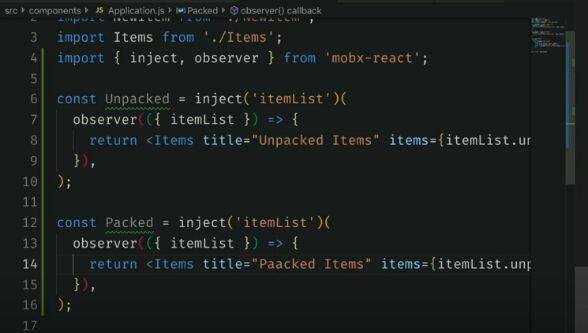 src > components > JS Application.js > Packed > observer() callback
2 import NewItem from './NewItem';
3 import Items from './Items';
4 import { inject, observer } from 'mobx-react';
5
6 const Unpacked = inject('itemList')(
7 observer(({ itemList }) => {
8 return <Items title="Unpacked Items" items={itemList.un
9 }),
10 );
11
12 const Packed = inject('itemList')(
13 observer(({ itemList }) => {
14 return <Items title="Paacked Items" items={itemList.unp
15 }),
16 );
17